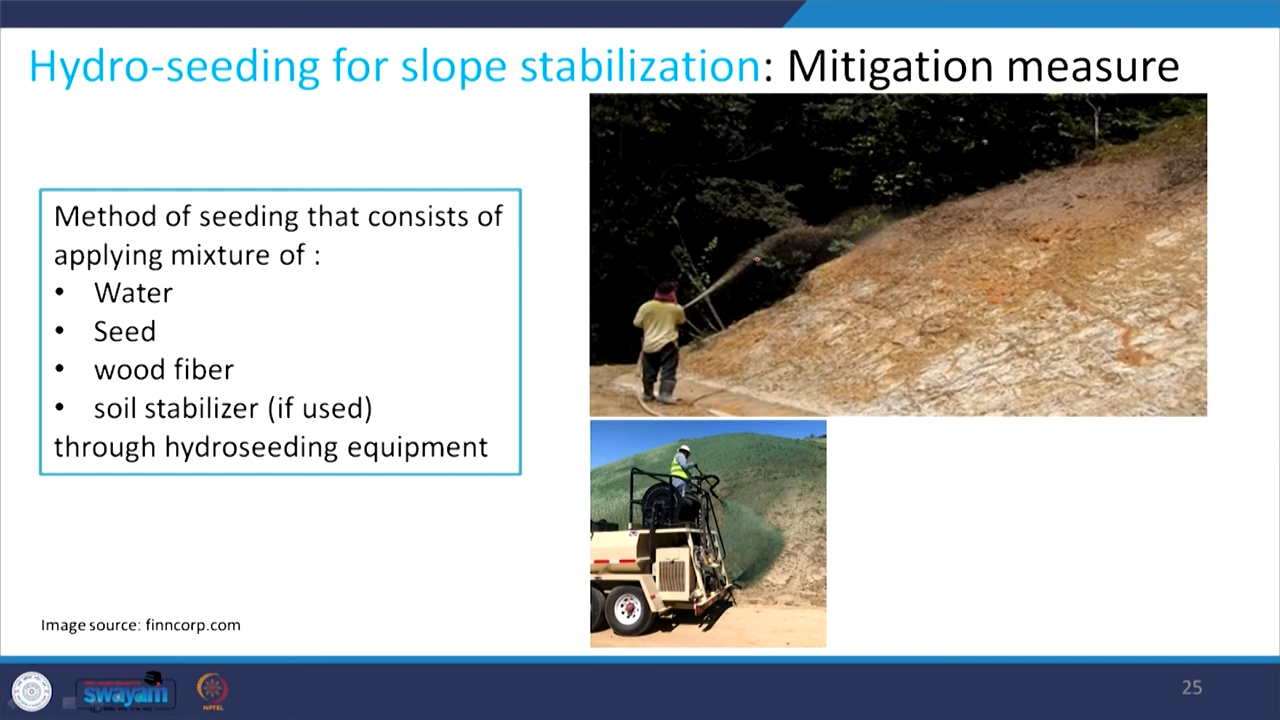 Hydro-seeding for slope stabilization: Mitigation measure
Method of seeding that consists of
applying mixture of :
• Water
• Seed
• wood fiber
• soil stabilizer (if used)
through hydroseeding equipment
Image source: finncorp.com
swayam
NPTEL
25